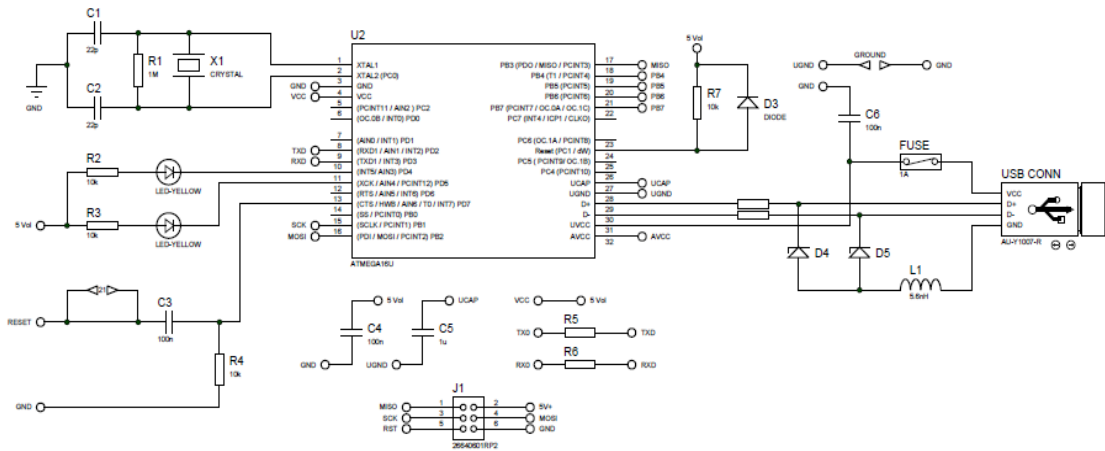 C1
22p
R1
1M
X1
CRYSTAL
GND
C2
22p
U2
1 XTAL1
2 XTAL2 (PC0)
GND 3 GND
VCC 4 VCC
5 (PCINT11 / AIN2 ) PC2
6 (OC.0B / INT0) PD0
7 (AIN0 / INT1) PD1
TXD 8 (RXD1 / AIN1 / INT2) PD2
RXD 9 (TXD1 / INT3) PD3
10 (INT5/ AIN3) PD4
11 (XCK / AIN4 / PCINT12) PD5
12 (RTS / AIN5 / INT6) PD6
13 (CTS / HWB / AIN6 / TD / INT7) PD7
14 (SS / PCINT0) PB0
SCK 15 (SCLK / PCINT1) PB1
MOSI 16 (PDI / MOSI / PCINT2) PB2
ATMEGA16U
PB3 (PDO / MISO / PCINT3) 17 MISO
PB4 (T1 / PCINT4) 18 PB4
PB5 (PCINT5) 19 PB5
PB6 (PCINT6) 20 PB6
PB7 (PCINT7 / OC.0A / OC.1C) 21 PB7
PC7 (INT4 / ICP1 / CLKO) 22
PC6 (OC.1A / PCINT8)
Reset (PC1 / dW) 23
PC5 ( PCINT9/ OC.1B) 24
PC4 (PCINT10) 25
UCAP 26 UCAP
UGND 27 UGND
D+ 28
D- 29
UVCC 30
AVCC 31 AVCC
32
R2
10k
LED-YELLOW
5 Vol
R3
10k
LED-YELLOW
5 Vol
R7
10k
D3
DIODE
UGND GROUND GND
GND
C6
100n
FUSE
1A
USB CONN
VCC
D+
D-
GND
AU-Y1007-R
D4
D5
L1
5.6nH
RESET
21
C3
100n
R4
10k
GND
5 Vol
C4
100n
GND
UCAP
C5
1u
UGND
VCC 5 Vol
TX0 R5 TXD
RX0 R6 RXD
J1
MISO 1 2 5V+
SCK 3 4 MOSI
RST 5 6 GND
26640601RP2